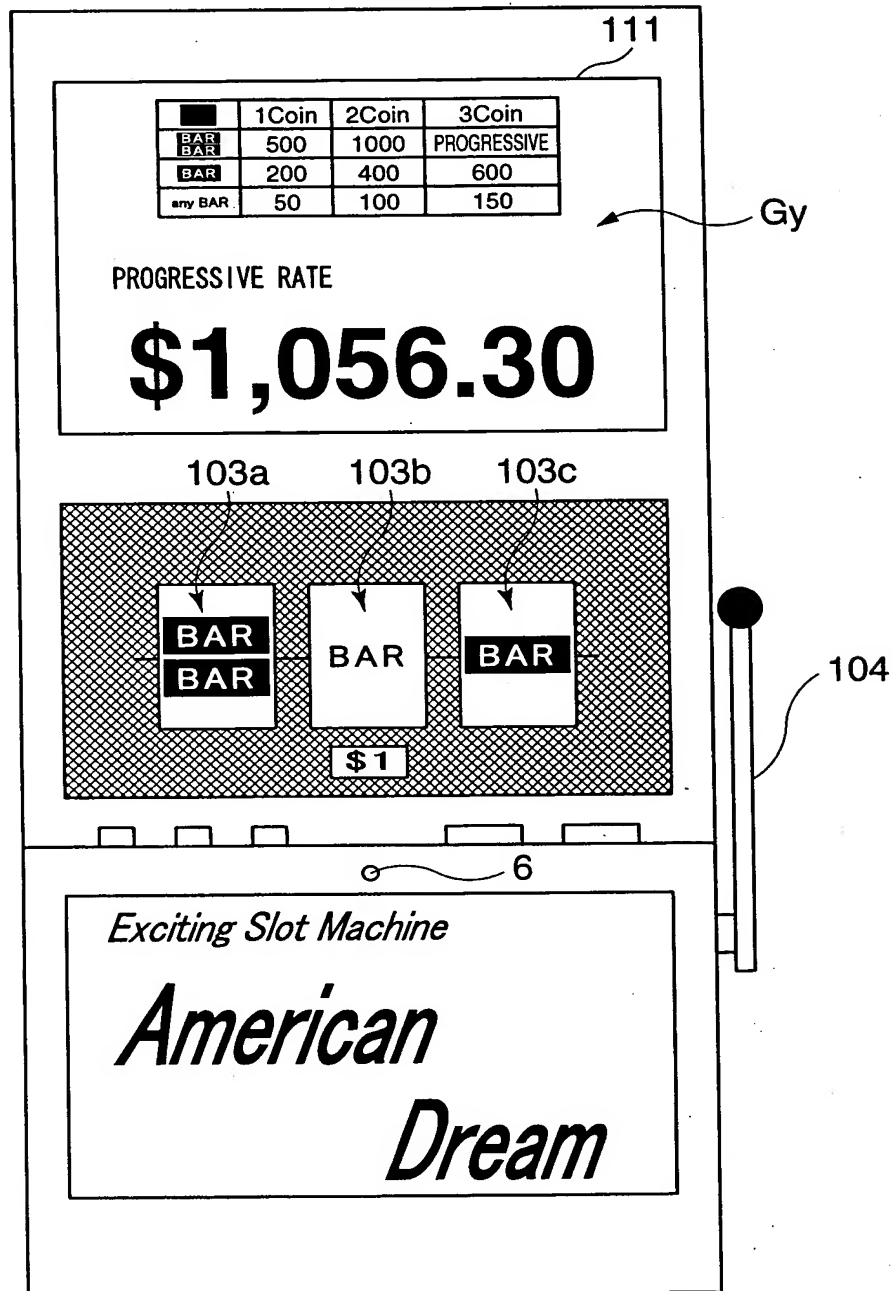 111
1Coin 2Coin 3Coin
BAR BAR 500 1000 PROGRESSIVE
BAR 200 400 600
any BAR 50 100 150
Gy
PROGRESSIVE RATE
$1,056.30
103a 103b 103c
BAR
BAR BAR BAR
BAR
104
$1
6
Exciting Slot Machine
American
Dream